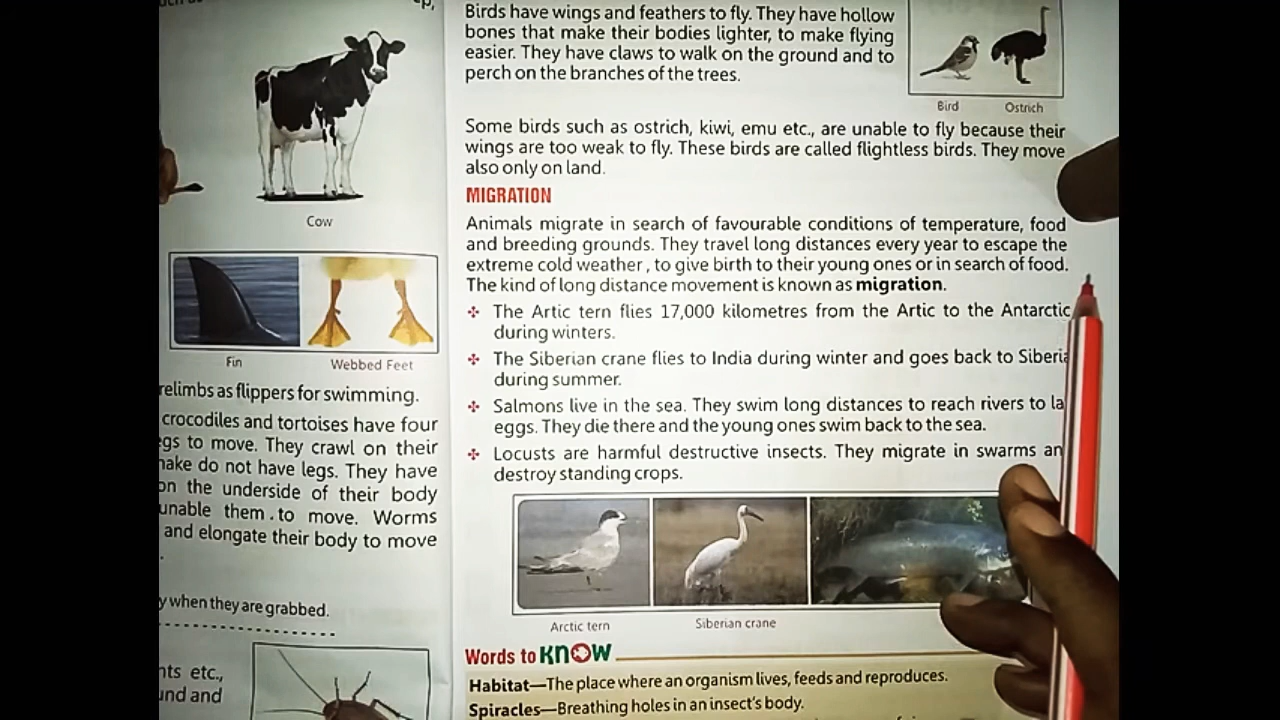 Cow
Fin
Webbed Feet
relimbs as flippers for swimming.
crocodiles and tortoises have four
gs to move. They crawl on their
nake do not have legs. They have
on the underside of their body
unable them.to move. Worms
and elongate their body to move
y when they are grabbed.
nts etc.,
und and
Birds have wings and feathers to fly. They have hollow
bones that make their bodies lighter, to make flying
easier. They have claws to walk on the ground and to
perch on the branches of the trees.
Bird
Ostrich
Some birds such as ostrich, kiwi, emu etc., are unable to fly because their
wings are too weak to fly. These birds are called flightless birds. They move
also only on land.
MIGRATION
Animals migrate in search of favourable conditions of temperature, food
and breeding grounds. They travel long distances every year to escape the
extreme cold weather , to give birth to their young ones or in search of food.
The kind of long distance movement is known as migration.
The Artic tern flies 17,000 kilometres from the Artic to the Antarctic
during winters.
The Siberian crane flies to India during winter and goes back to Siberia
during summer.
Salmons live in the sea. They swim long distances to reach rivers to la
eggs. They die there and the young ones swim back to the sea.
Locusts are harmful destructive insects. They migrate in swarms an
destroy standing crops.
Arctic tern
Siberian crane
Words to KNOW
Habitat—The place where an organism lives, feeds and reproduces.
Spiracles—Breathing holes in an insect's body.